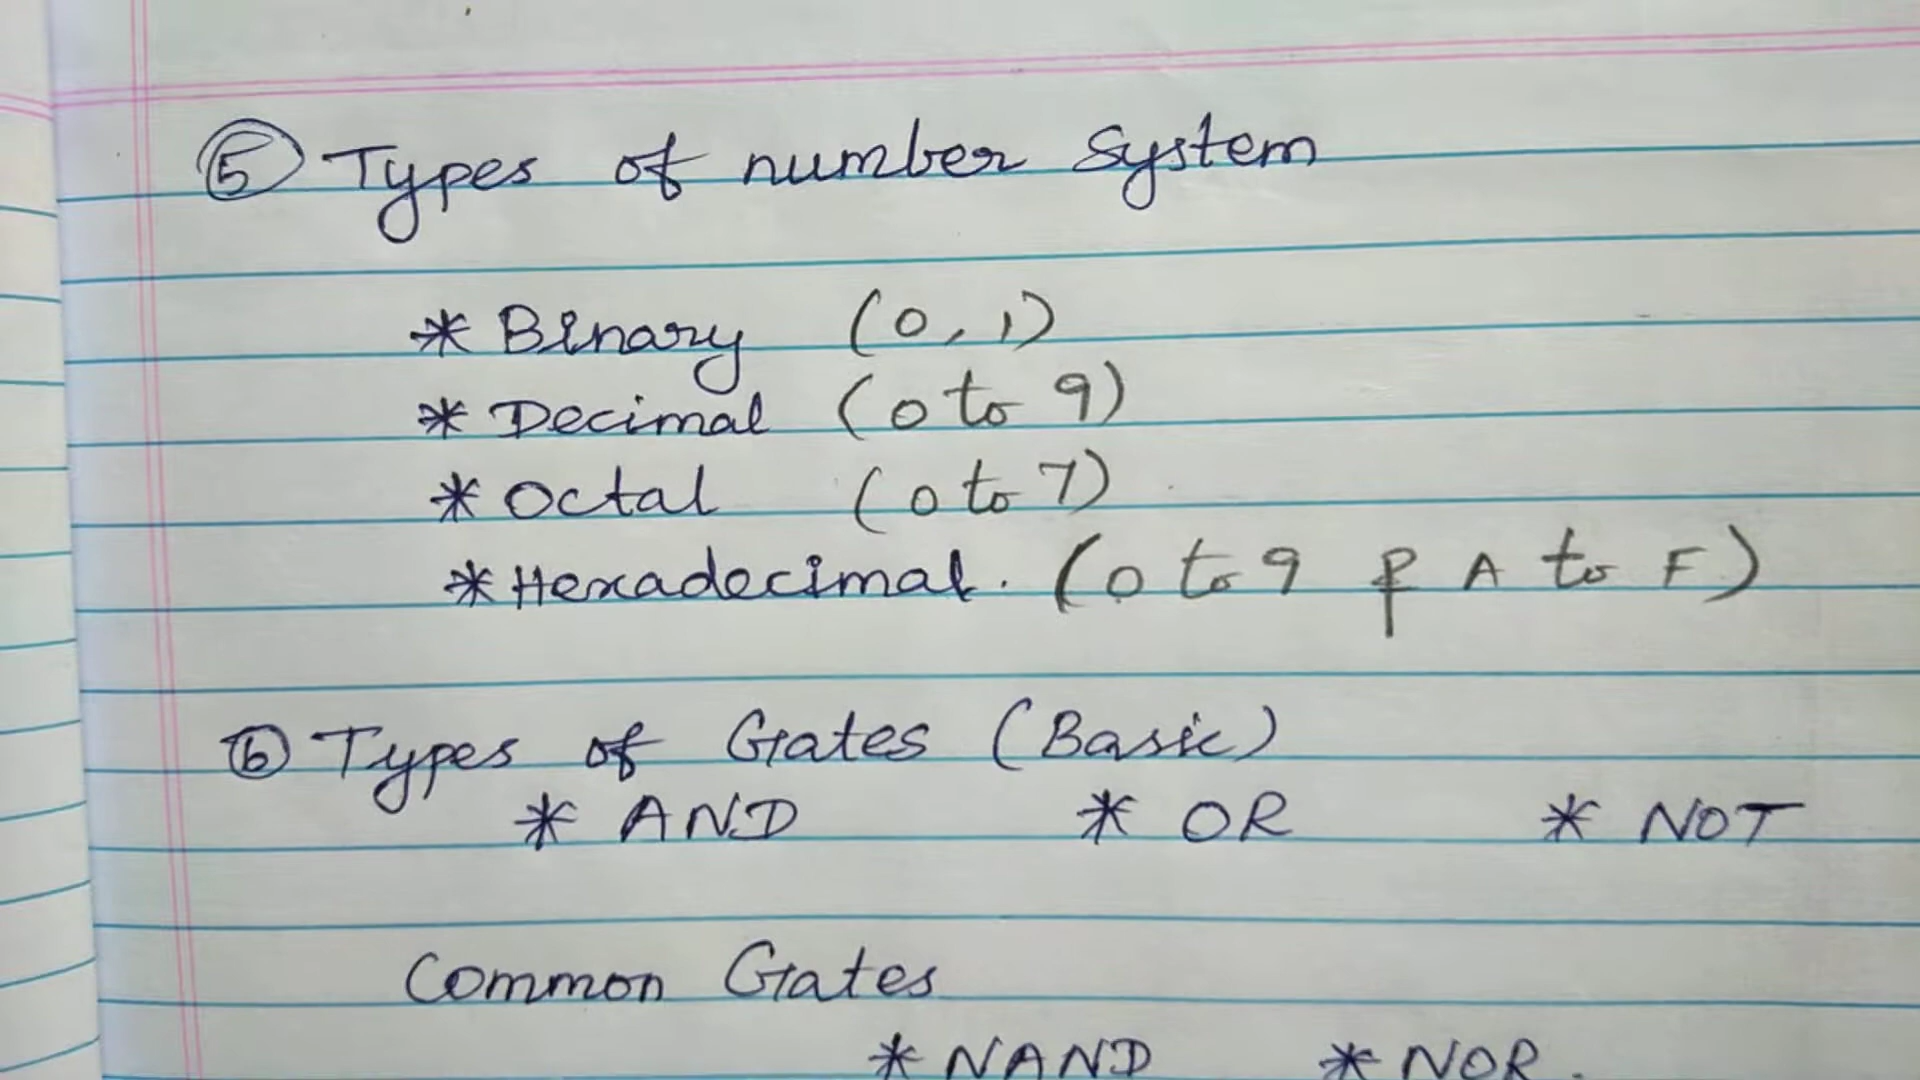 ⑤ Types of number System
* Binary (0, 1)
* Decimal (0 to 9)
* Octal (0 to 7)
* Hexadecimal. (0 to 9 & A to F)
⑥ Types of Gates (Basic)
* AND * OR * NOT
Common Gates
* NAND * NOR.